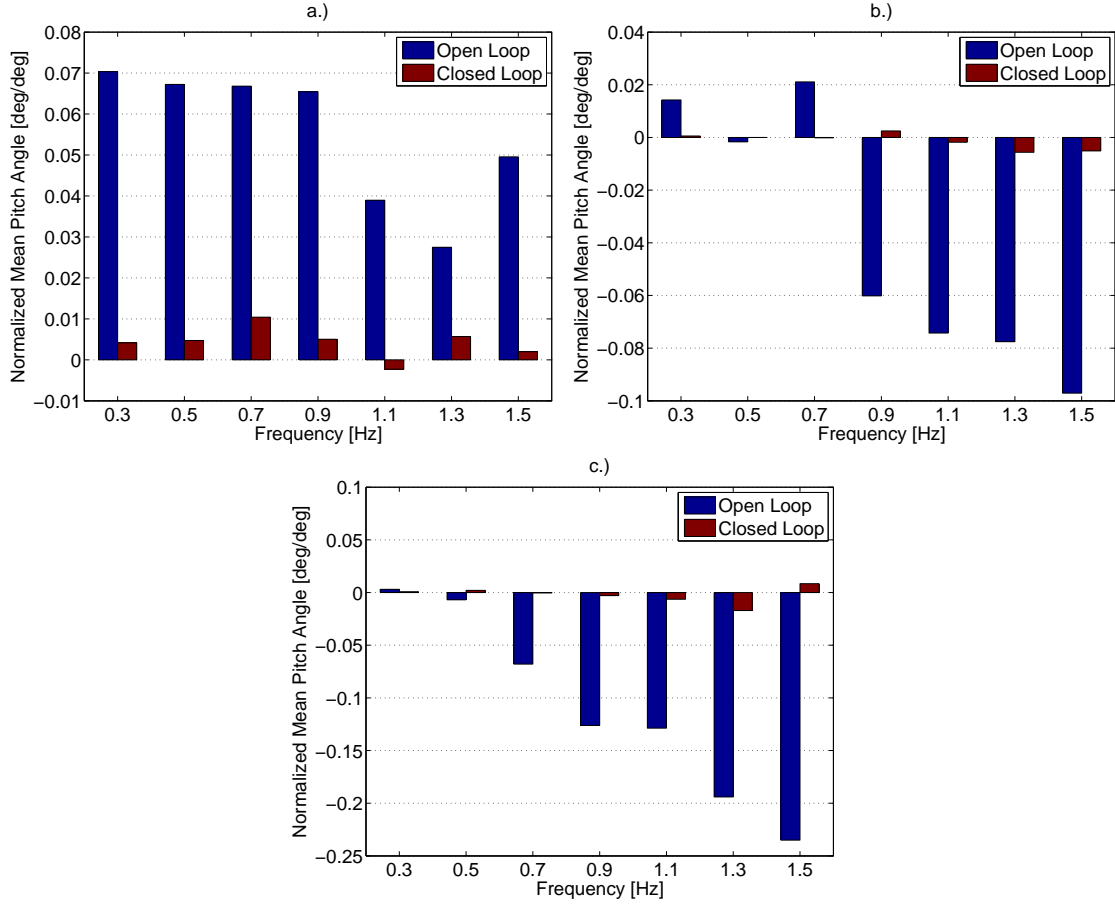 a.)
Normalized Mean Pitch Angle [deg/deg]
0.08
0.07
0.06
0.05
0.04
0.03
0.02
0.01
0
−0.01
Open Loop
Closed Loop
0.3 0.5 0.7 0.9 1.1 1.3 1.5
Frequency [Hz]
b.)
Normalized Mean Pitch Angle [deg/deg]
0.04
0.02
0
−0.02
−0.04
−0.06
−0.08
−0.1
Open Loop
Closed Loop
0.3 0.5 0.7 0.9 1.1 1.3 1.5
Frequency [Hz]
c.)
Normalized Mean Pitch Angle [deg/deg]
0.1
0.05
0
−0.05
−0.1
−0.15
−0.2
−0.25
Open Loop
Closed Loop
0.3 0.5 0.7 0.9 1.1 1.3 1.5
Frequency [Hz]